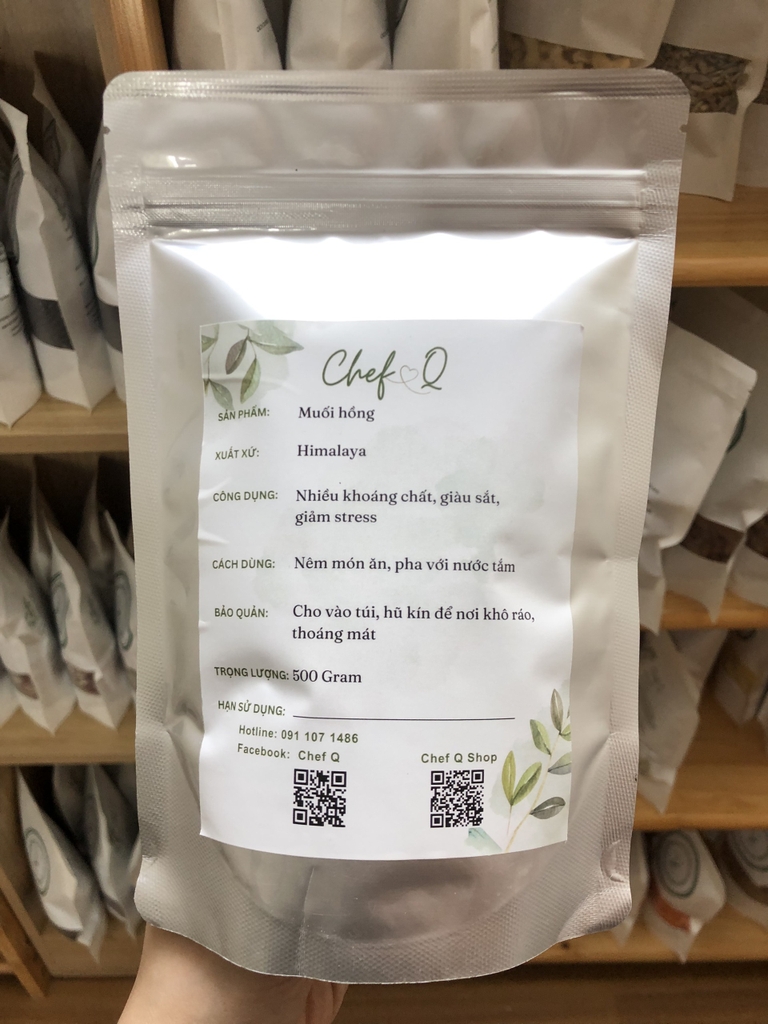 Chef Q
SẢN PHẨM: Muối hồng
XUẤT XỨ: Himalaya
CÔNG DỤNG: Nhiều khoáng chất, giàu sắt,
giảm stress
CÁCH DÙNG: Nêm món ăn, pha với nước tắm
BẢO QUẢN: Cho vào túi, hũ kín để nơi khô ráo,
thoáng mát
TRỌNG LƯỢNG: 500 Gram
HẠN SỬ DỤNG:
Hotline: 091 107 1486
Facebook: Chef Q
Chef Q Shop